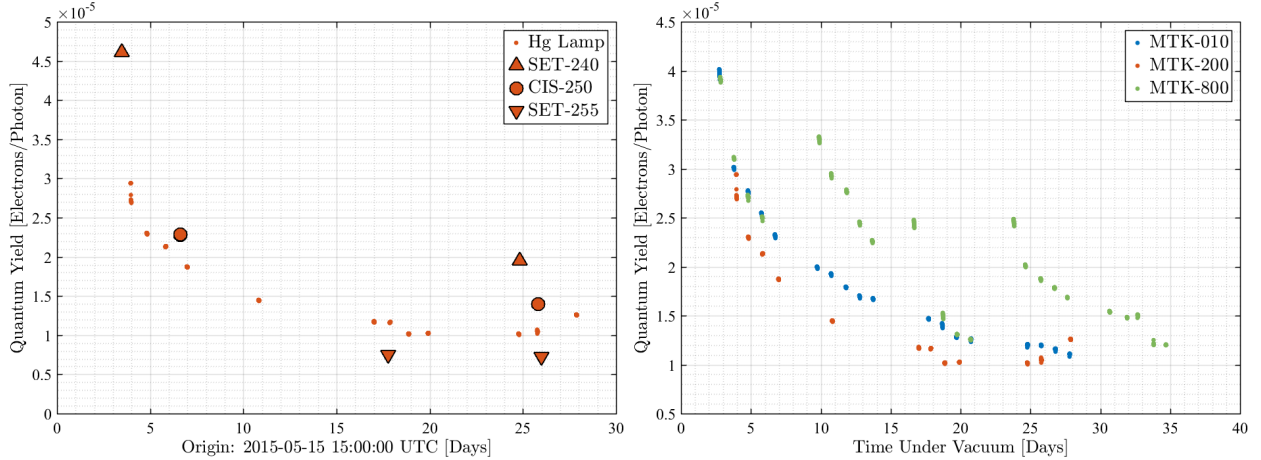 ×10⁻⁵
5
4.5
4
3.5
3
2.5
2
1.5
1
0.5
0
Quantum Yield [Electrons/Photon]
Hg Lamp
SET-240
CIS-250
SET-255
0 5 10 15 20 25 30
Origin: 2015-05-15 15:00:00 UTC [Days]
×10⁻⁵
4.5
4
3.5
3
2.5
2
1.5
1
0.5
Quantum Yield [Electrons/Photon]
MTK-010
MTK-200
MTK-800
0 5 10 15 20 25 30 35 40
Time Under Vacuum [Days]